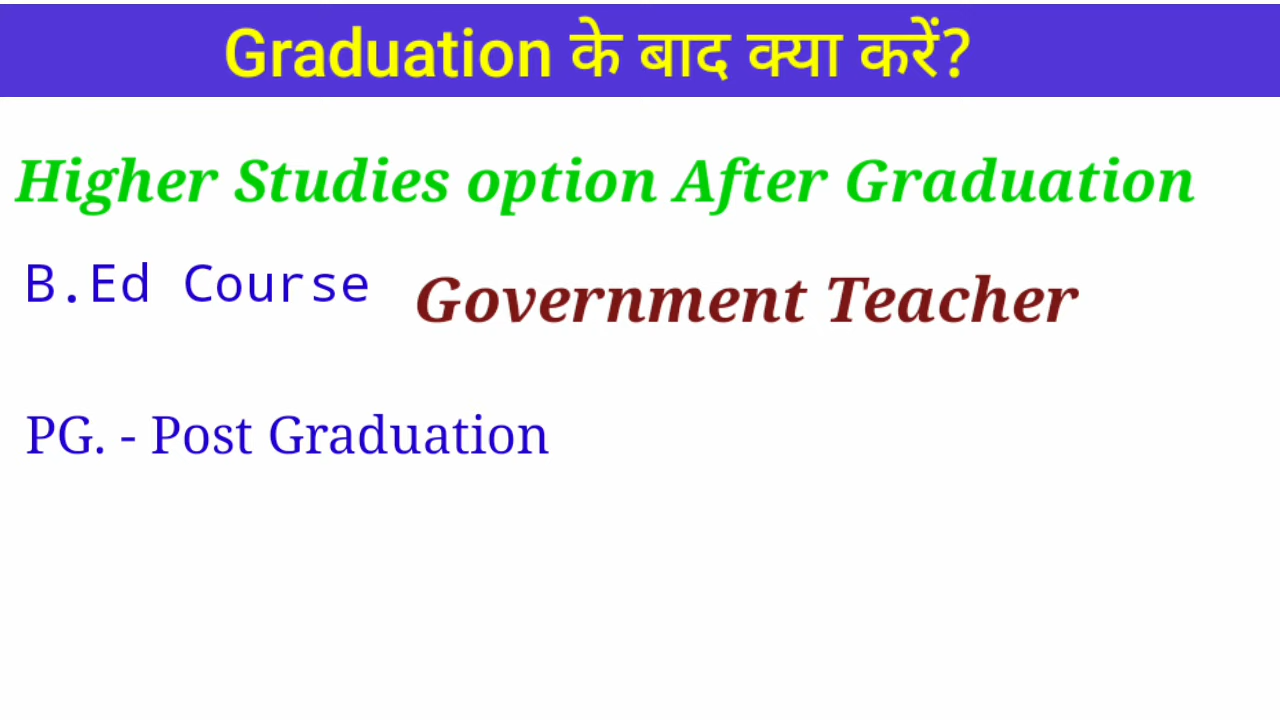 Graduation के बाद क्या करें?
Higher Studies option After Graduation
B.Ed Course Government Teacher
PG. - Post Graduation